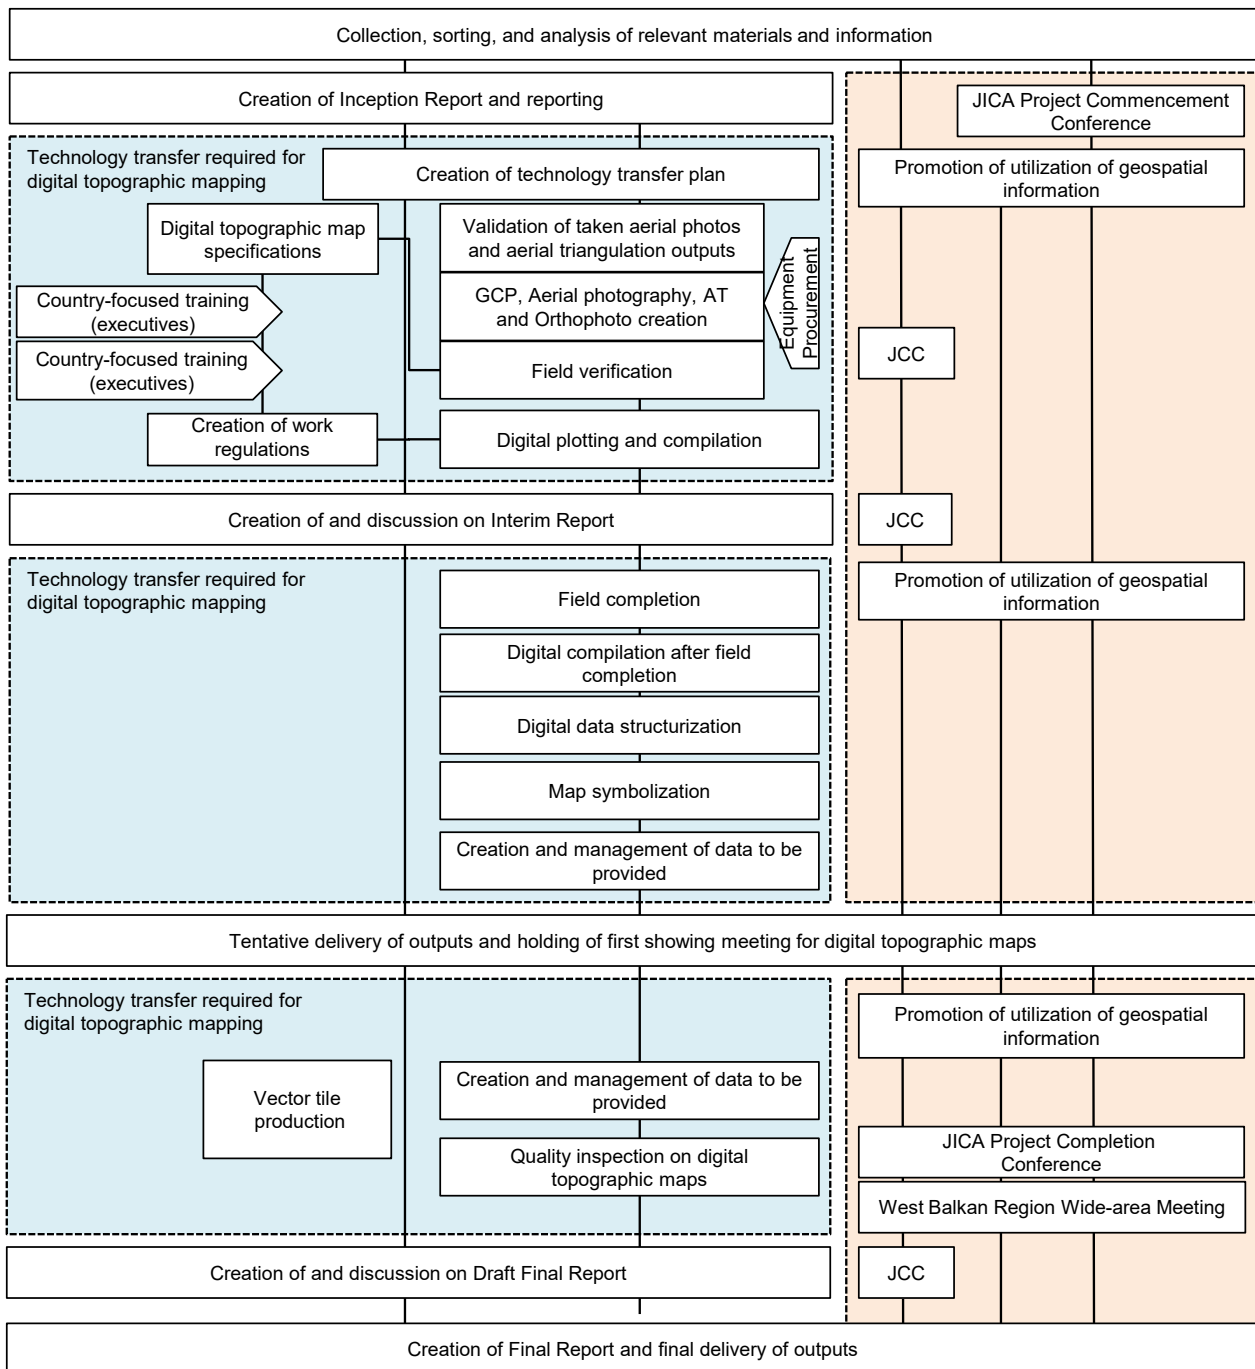 Collection, sorting, and analysis of relevant materials and information
Creation of Inception Report and reporting
JICA Project Commencement
Conference
Technology transfer required for
digital topographic mapping
Creation of technology transfer plan
Promotion of utilization of geospatial
information
Digital topographic map
specifications
Validation of taken aerial photos
and aerial triangulation outputs
Equipment
Procurement
Country-focused training
(executives)
GCP, Aerial photography, AT
and Orthophoto creation
Country-focused training
(executives)
Field verification
JCC
Creation of work
regulations
Digital plotting and compilation
Creation of and discussion on Interim Report
JCC
Technology transfer required for
digital topographic mapping
Field completion
Promotion of utilization of geospatial
information
Digital compilation after field
completion
Digital data structurization
Map symbolization
Creation and management of data to be
provided
Tentative delivery of outputs and holding of first showing meeting for digital topographic maps
Technology transfer required for
digital topographic mapping
Promotion of utilization of geospatial
information
Vector tile
production
Creation and management of data to be
provided
Quality inspection on digital
topographic maps
JICA Project Completion
Conference
West Balkan Region Wide-area Meeting
Creation of and discussion on Draft Final Report
JCC
Creation of Final Report and final delivery of outputs